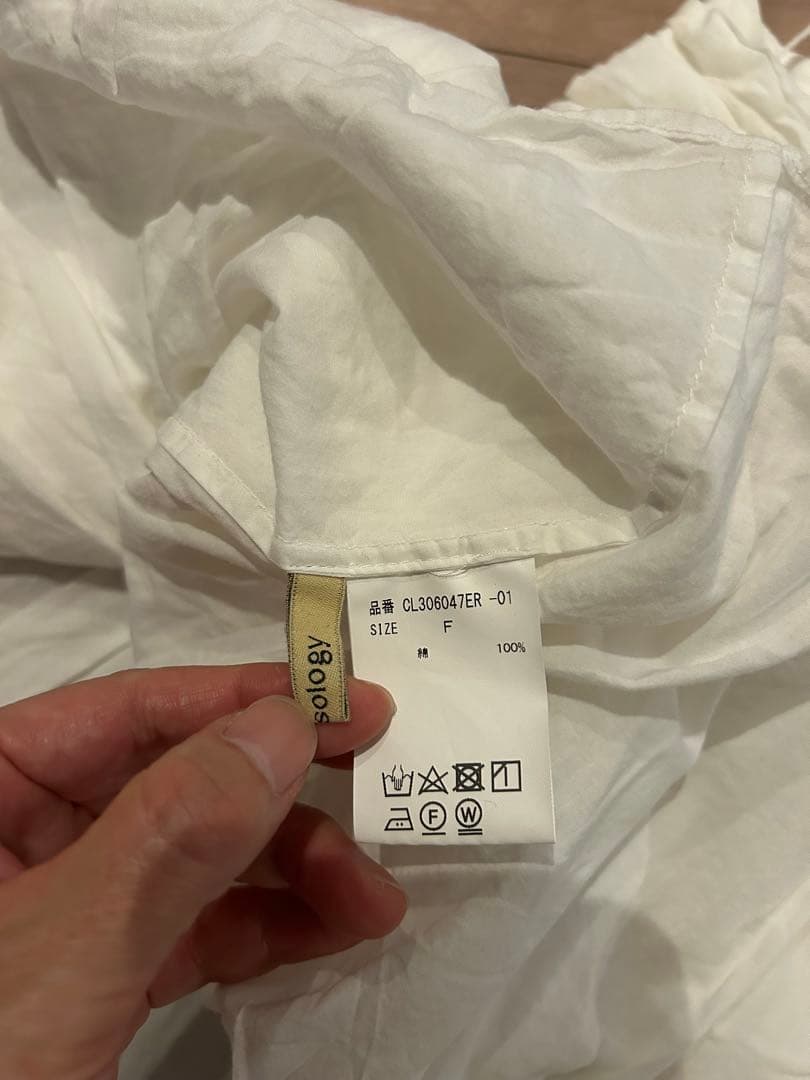 sology
品番 CL306047ER -01
SIZE F
綿 100%
F W